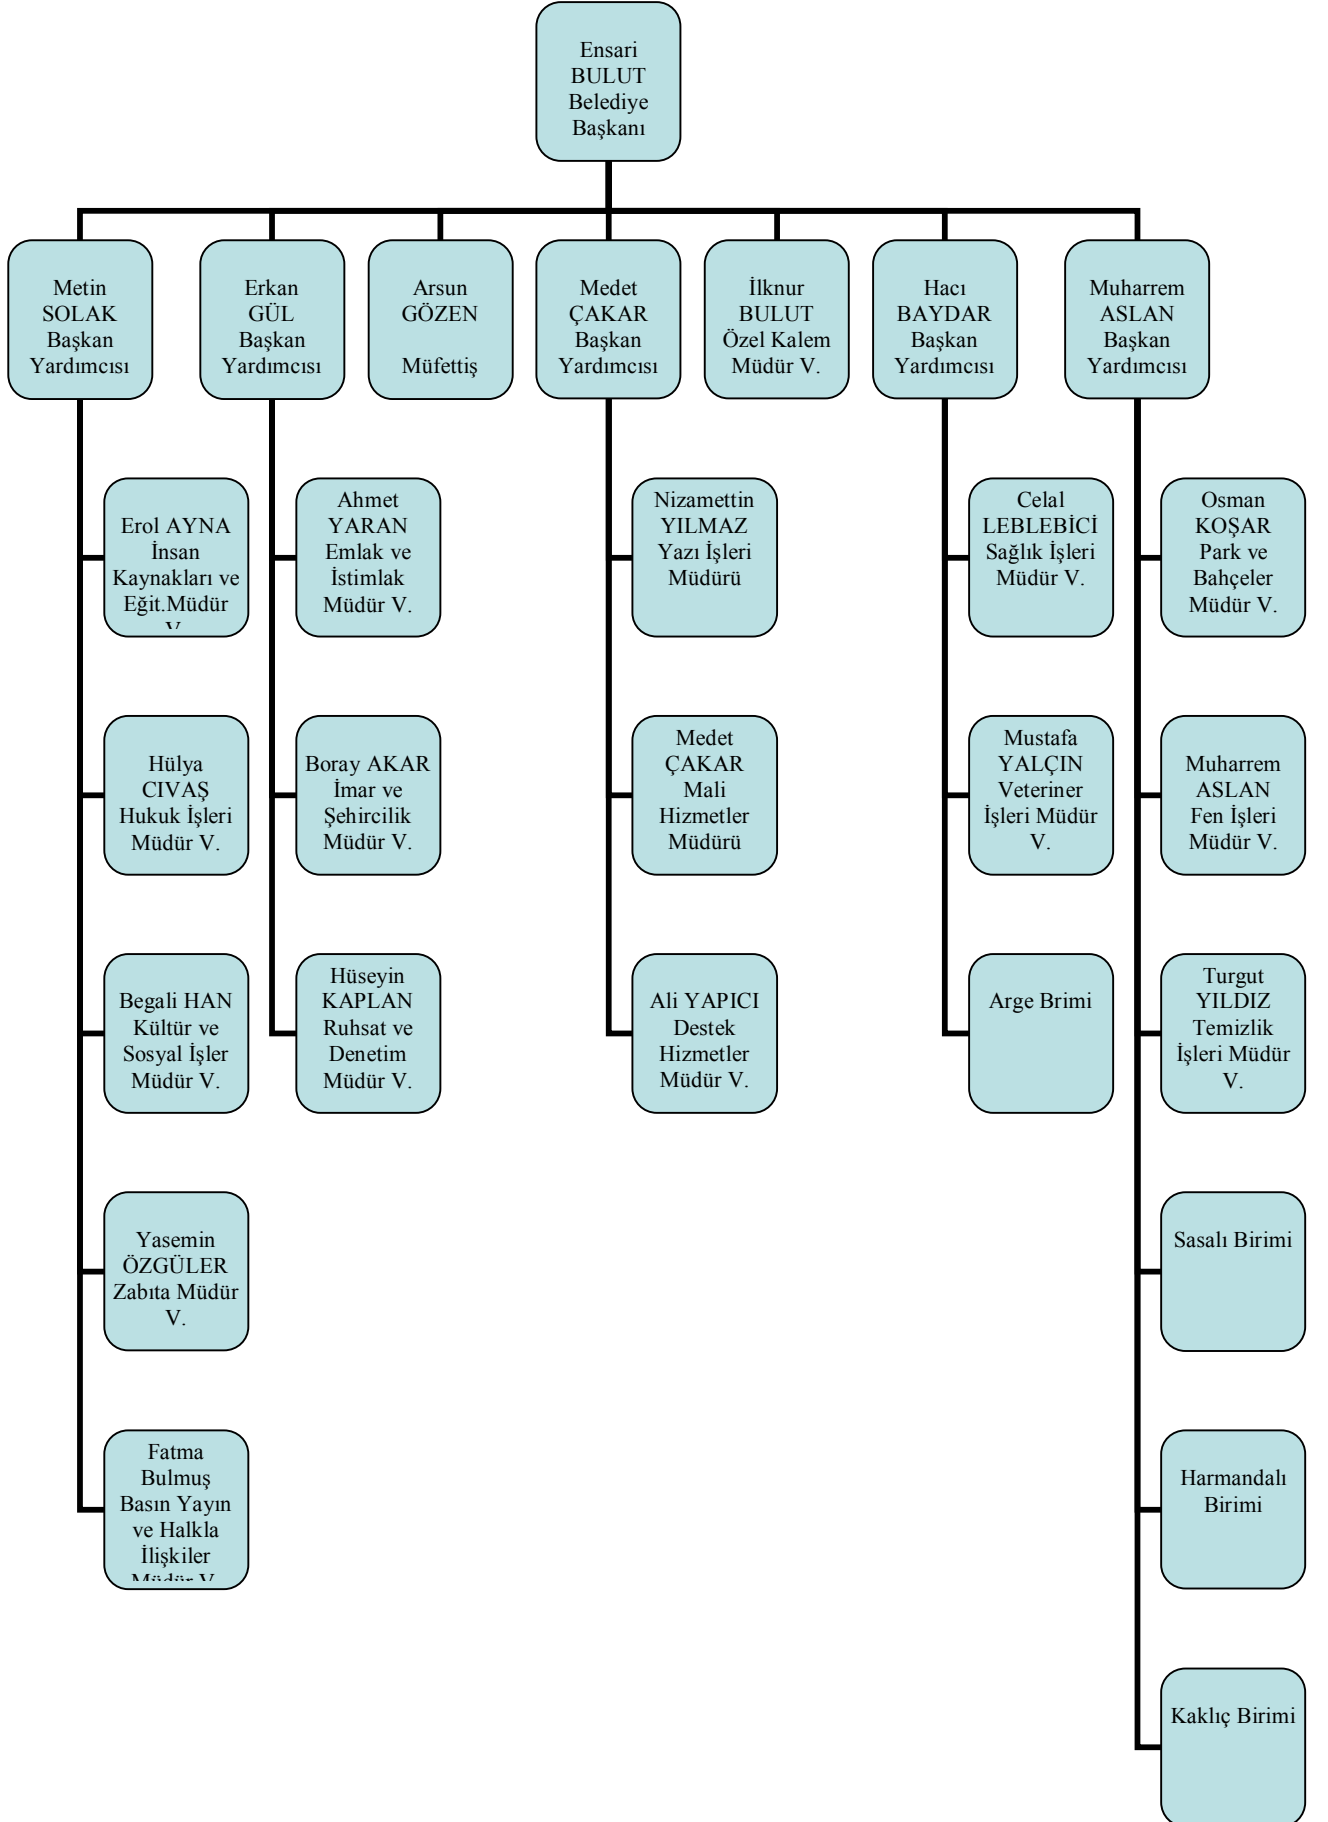 Ensari
BULUT
Belediye
Başkanı
Metin
SOLAK
Başkan
Yardımcısı
Erkan
GÜL
Başkan
Yardımcısı
Arsun
GÖZEN
Müfettiş
Medet
ÇAKAR
Başkan
Yardımcısı
İlknur
BULUT
Özel Kalem
Müdür V.
Hacı
BAYDAR
Başkan
Yardımcısı
Muharrem
ASLAN
Başkan
Yardımcısı
Erol AYNA
İnsan
Kaynakları ve
Eğit.Müdür
V.
Ahmet
YARAN
Emlak ve
İstimlak
Müdür V.
Nizamettin
YILMAZ
Yazı İşleri
Müdürü
Celal
LEBLEBİCİ
Sağlık İşleri
Müdür V.
Osman
KOŞAR
Park ve
Bahçeler
Müdür V.
Hülya
CIVAŞ
Hukuk İşleri
Müdür V.
Boray AKAR
İmar ve
Şehircilik
Müdür V.
Medet
ÇAKAR
Mali
Hizmetler
Müdürü
Mustafa
YALÇIN
Veteriner
İşleri Müdür
V.
Muharrem
ASLAN
Fen İşleri
Müdür V.
Begali HAN
Kültür ve
Sosyal İşler
Müdür V.
Hüseyin
KAPLAN
Ruhsat ve
Denetim
Müdür V.
Ali YAPICI
Destek
Hizmetler
Müdür V.
Arge Brimi
Turgut
YILDIZ
Temizlik
İşleri Müdür
V.
Yasemin
ÖZGÜLER
Zabıta Müdür
V.
Sasalı Birimi
Fatma
Bulmuş
Basın Yayın
ve Halkla
İlişkiler
Müdür V.
Harmandalı
Birimi
Kaklıç Birimi